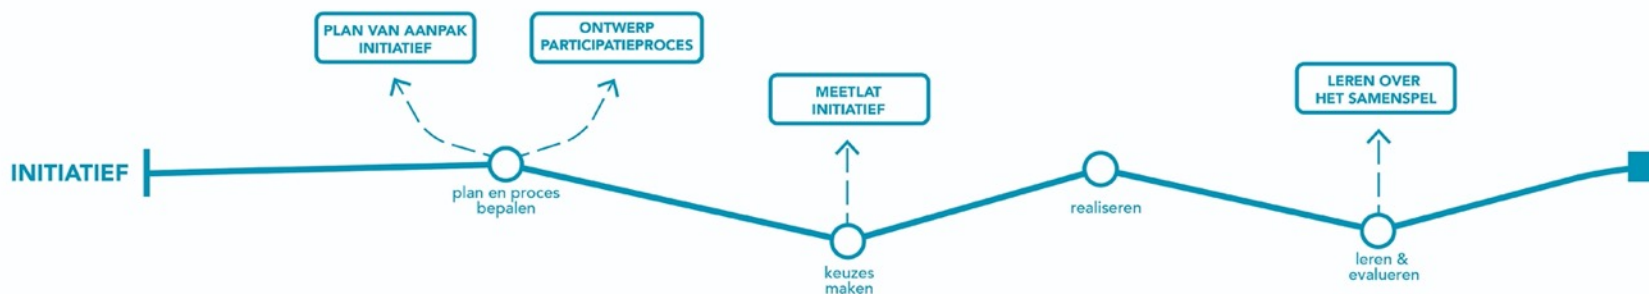 PLAN VAN AANPAK
INITIATIEF
ONTWERP
PARTICIPATIEPROCES
MEETLAT
INITIATIEF
LEREN OVER
HET SAMENSPEL
INITIATIEF
plan en proces
bepalen
keuzes
maken
realiseren
leren &
evalueren